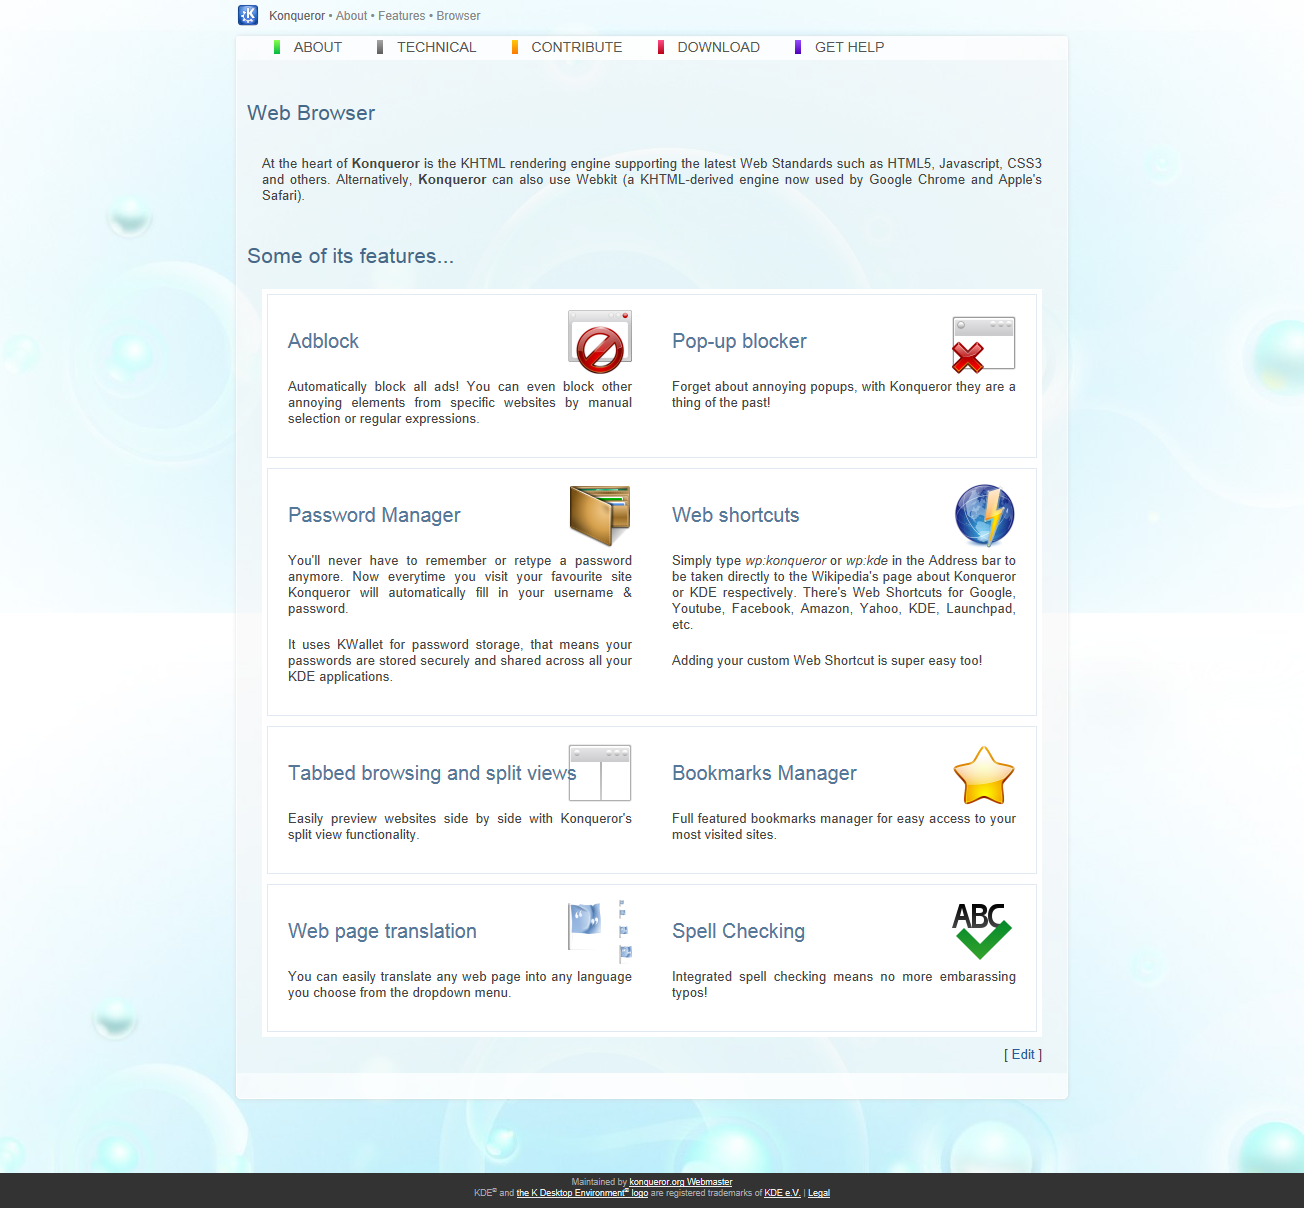 Konqueror • About • Features • Browser
ABOUT TECHNICAL CONTRIBUTE DOWNLOAD GET HELP
Web Browser
At the heart of Konqueror is the KHTML rendering engine supporting the latest Web Standards such as HTML5, Javascript, CSS3
and others. Alternatively, Konqueror can also use Webkit (a KHTML-derived engine now used by Google Chrome and Apple's
Safari).
Some of its features...
Adblock
Automatically block all ads! You can even block other
annoying elements from specific websites by manual
selection or regular expressions.
Pop-up blocker
Forget about annoying popups, with Konqueror they are a
thing of the past!
Password Manager
You'll never have to remember or retype a password
anymore. Now everytime you visit your favourite site
Konqueror will automatically fill in your username &
password.
It uses KWallet for password storage, that means your
passwords are stored securely and shared across all your
KDE applications.
Web shortcuts
Simply type wp:konqueror or wp:kde in the Address bar to
be taken directly to the Wikipedia's page about Konqueror
or KDE respectively. There's Web Shortcuts for Google,
Youtube, Facebook, Amazon, Yahoo, KDE, Launchpad,
etc.
Adding your custom Web Shortcut is super easy too!
Tabbed browsing and split views
Easily preview websites side by side with Konqueror's
split view functionality.
Bookmarks Manager
Full featured bookmarks manager for easy access to your
most visited sites.
Web page translation
You can easily translate any web page into any language
you choose from the dropdown menu.
Spell Checking
ABC
Integrated spell checking means no more embarassing
typos!
[ Edit ]
Maintained by konqueror.org Webmaster
KDE® and the K Desktop Environment® logo are registered trademarks of KDE e.V. | Legal